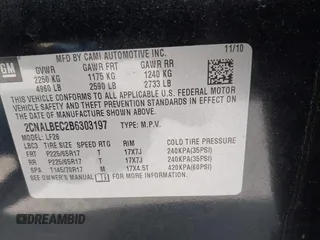 GM
MFD BY CAMI AUTOMOTIVE INC.
11/10
GVWR GAWR FRT GAWR RR
2250 KG 1175 KG 1240 KG
4960 LB 2590 LB 2733 LB
THIS VEHICLE CONFORMS TO ALL APPLICABLE U.S. FEDERAL MOTOR
VEHICLE SAFETY, BUMPER, AND THEFT PREVENTION STANDARDS
IN EFFECT ON THE DATE OF MANUFACTURE SHOWN ABOVE.
2CNALBEC2B6303197 TYPE: M.P.V.
MODEL: LF26
LBC3 TIRE SIZE SPEED RTG RIM COLD TIRE PRESSURE
FRT P225/65R17 T 17X7J 240KPA(35PSI)
RR P225/65R17 T 17X7J 240KPA(35PSI)
SPA T145/70R17 M 17X4.5T 420KPA(60PSI)
SEE OWNER'S MANUAL FOR ADDITIONAL INFORMATION.
DREAMBID